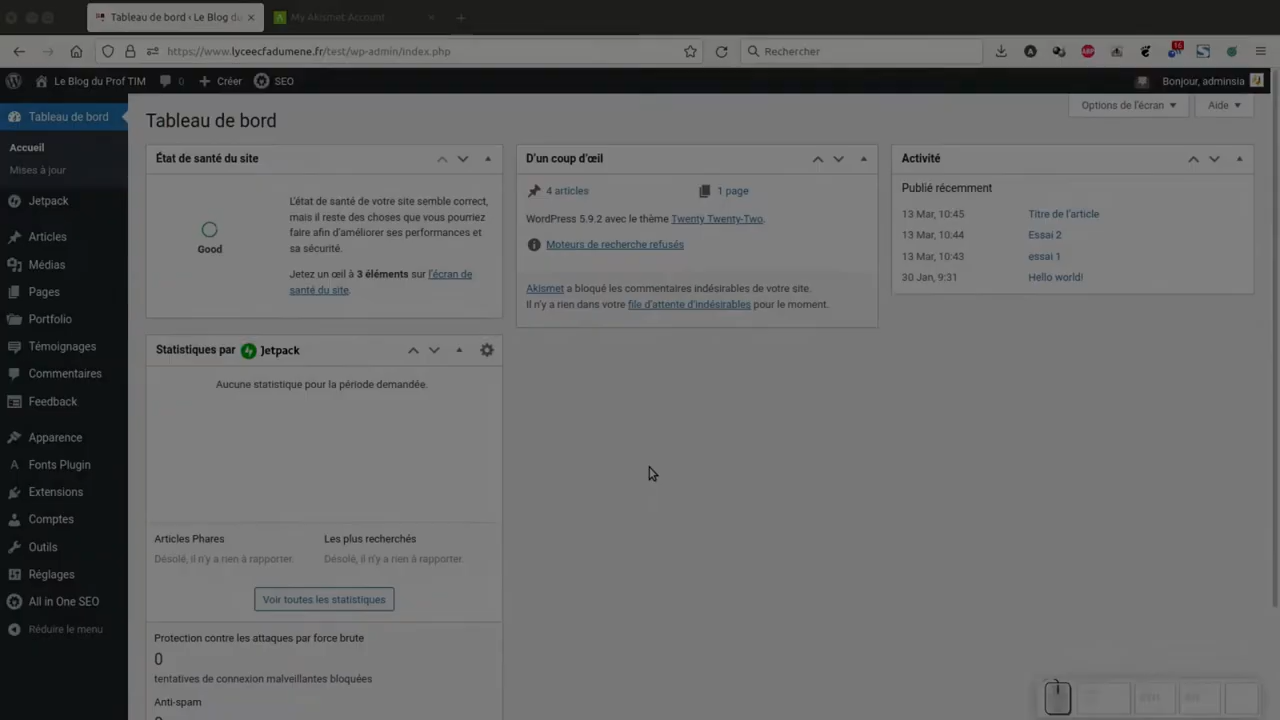 Tableau de bord ‹ Le Blog du
My Akismet Account
https://www.lyceecfadumene.fr/test/wp-admin/index.php
Rechercher
ABP
16
Le Blog du Prof TIM
0
Créer
SEO
Bonjour, adminsia
Tableau de bord
Options de l'écran
Aide
Tableau de bord
Accueil
Mises à jour
Jetpack
Articles
Médias
Pages
Portfolio
Témoignages
Commentaires
Feedback
Apparence
Fonts Plugin
Extensions
Comptes
Outils
Réglages
All in One SEO
Réduire le menu
État de santé du site
Good
L'état de santé de votre site semble correct,
mais il reste des choses que vous pourriez
faire afin d'améliorer ses performances et
sa sécurité.
Jetez un œil à 3 éléments sur l'écran de
santé du site.
D'un coup d'œil
4 articles
1 page
WordPress 5.9.2 avec le thème Twenty Twenty-Two.
Moteurs de recherche refusés
Akismet a bloqué les commentaires indésirables de votre site.
Il n'y a rien dans votre file d'attente d'indésirables pour le moment.
Activité
Publié récemment
13 Mar, 10:45 Titre de l'article
13 Mar, 10:44 Essai 2
13 Mar, 10:43 essai 1
30 Jan, 9:31 Hello world!
Statistiques par Jetpack
Aucune statistique pour la période demandée.
Articles Phares
Désolé, il n'y a rien à rapporter.
Les plus recherchés
Désolé, il n'y a rien à rapporter.
Voir toutes les statistiques
Protection contre les attaques par force brute
0
tentatives de connexion malveillantes bloquées
Anti-spam